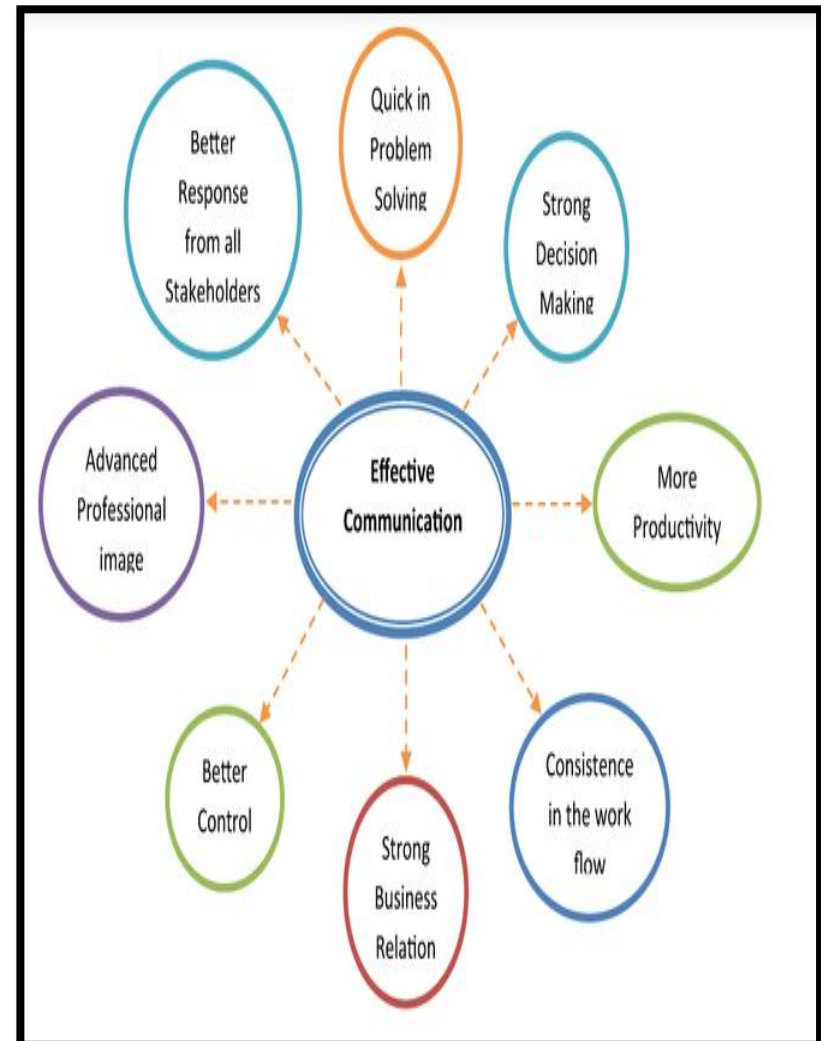 Quick in
Problem
Solving
Better
Response
from all
Stakeholders
Strong
Decision
Making
Advanced
Professional
image
Effective
Communication
More
Productivity
Better
Control
Strong
Business
Relation
Consistence
in the work
flow